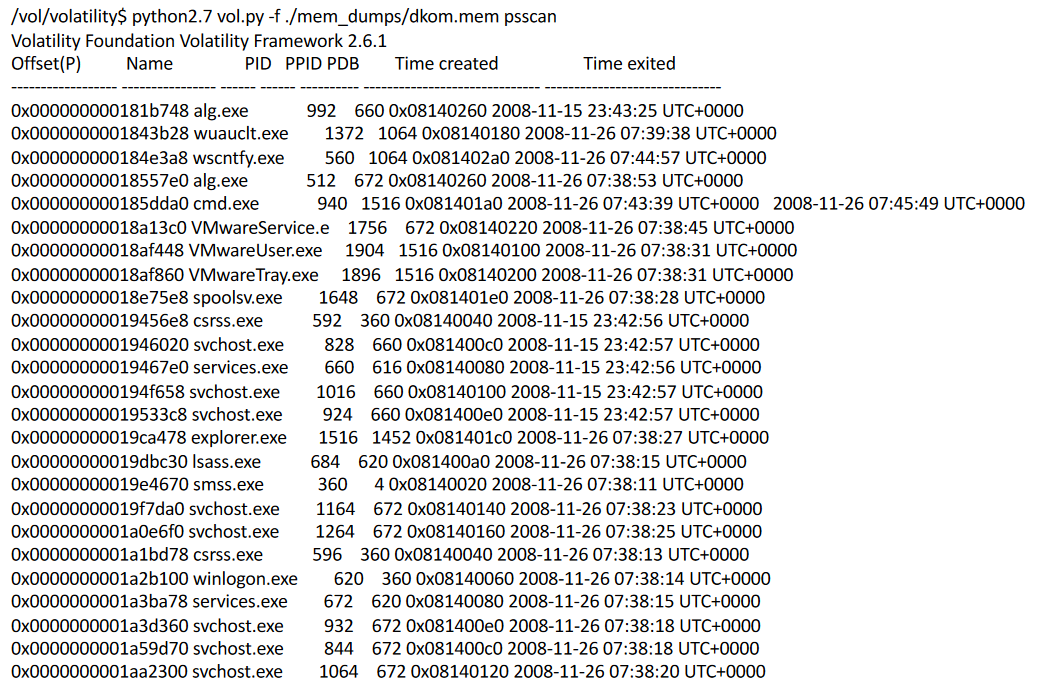 /vol/volatility$ python2.7 vol.py -f ./mem_dumps/dkom.mem psscan
Volatility Foundation Volatility Framework 2.6.1
Offset(P) Name PID PPID PDB Time created Time exited
------------------ ---------------- ------ ------ ---------- ------------------------------ ------------------------------
0x000000000181b748 alg.exe 992 660 0x08140260 2008-11-15 23:43:25 UTC+0000
0x0000000001843b28 wuauclt.exe 1372 1064 0x08140180 2008-11-26 07:39:38 UTC+0000
0x000000000184e3a8 wscntfy.exe 560 1064 0x081402a0 2008-11-26 07:44:57 UTC+0000
0x00000000018557e0 alg.exe 512 672 0x08140260 2008-11-26 07:38:53 UTC+0000
0x000000000185dda0 cmd.exe 940 1516 0x081401a0 2008-11-26 07:43:39 UTC+0000 2008-11-26 07:45:49 UTC+0000
0x00000000018a13c0 VMwareService.e 1756 672 0x08140220 2008-11-26 07:38:45 UTC+0000
0x00000000018af448 VMwareUser.exe 1904 1516 0x08140100 2008-11-26 07:38:31 UTC+0000
0x00000000018af860 VMwareTray.exe 1896 1516 0x08140200 2008-11-26 07:38:31 UTC+0000
0x00000000018e75e8 spoolsv.exe 1648 672 0x081401e0 2008-11-26 07:38:28 UTC+0000
0x00000000019456e8 csrss.exe 592 360 0x08140040 2008-11-15 23:42:56 UTC+0000
0x0000000001946020 svchost.exe 828 660 0x081400c0 2008-11-15 23:42:57 UTC+0000
0x00000000019467e0 services.exe 660 616 0x08140080 2008-11-15 23:42:56 UTC+0000
0x000000000194f658 svchost.exe 1016 660 0x08140100 2008-11-15 23:42:57 UTC+0000
0x00000000019533c8 svchost.exe 924 660 0x081400e0 2008-11-15 23:42:57 UTC+0000
0x00000000019ca478 explorer.exe 1516 1452 0x081401c0 2008-11-26 07:38:27 UTC+0000
0x00000000019dbc30 lsass.exe 684 620 0x081400a0 2008-11-26 07:38:15 UTC+0000
0x00000000019e4670 smss.exe 360 4 0x08140020 2008-11-26 07:38:11 UTC+0000
0x00000000019f7da0 svchost.exe 1164 672 0x08140140 2008-11-26 07:38:23 UTC+0000
0x0000000001a0e6f0 svchost.exe 1264 672 0x08140160 2008-11-26 07:38:25 UTC+0000
0x0000000001a1bd78 csrss.exe 596 360 0x08140040 2008-11-26 07:38:13 UTC+0000
0x0000000001a2b100 winlogon.exe 620 360 0x08140060 2008-11-26 07:38:14 UTC+0000
0x0000000001a3ba78 services.exe 672 620 0x08140080 2008-11-26 07:38:15 UTC+0000
0x0000000001a3d360 svchost.exe 932 672 0x081400e0 2008-11-26 07:38:18 UTC+0000
0x0000000001a59d70 svchost.exe 844 672 0x081400c0 2008-11-26 07:38:18 UTC+0000
0x0000000001aa2300 svchost.exe 1064 672 0x08140120 2008-11-26 07:38:20 UTC+0000